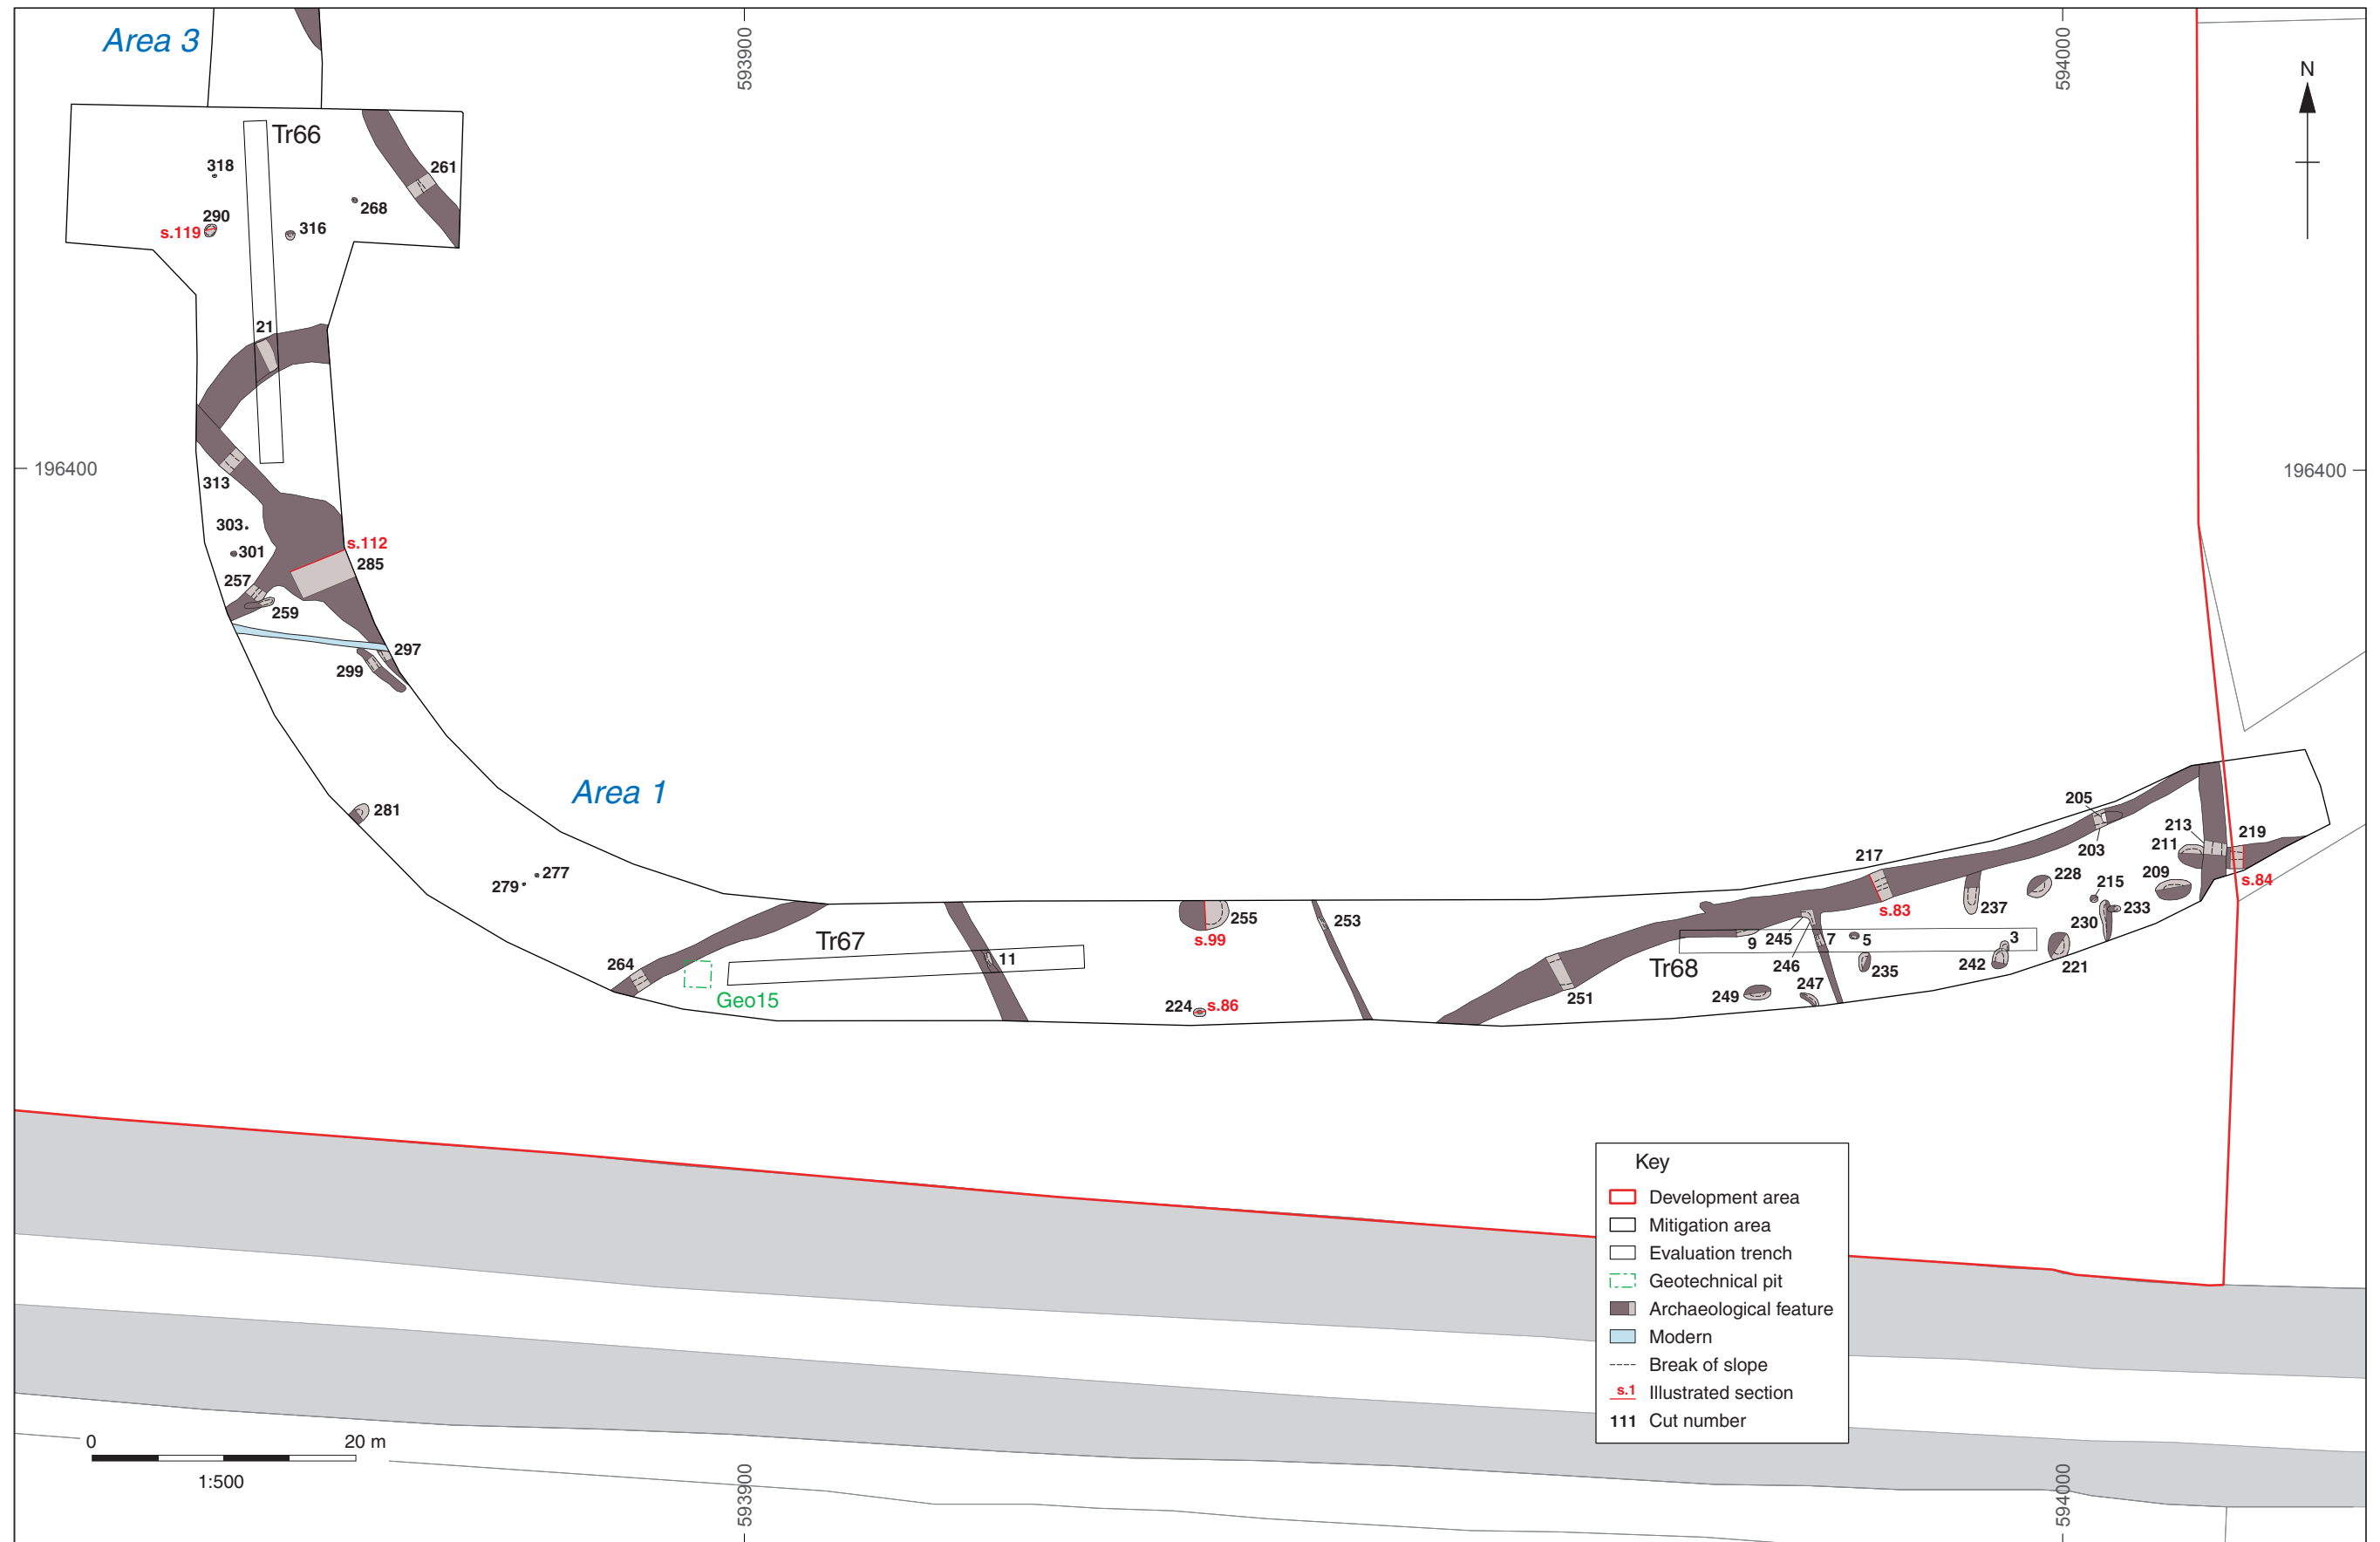 Area 3
593900
594000
N
Tr66
318
261
268
290
s.119
316
21
196400
196400
313
303
s.112
301
285
257
259
297
299
Area 1
281
205
277
279
213
219
203
211
217
228
209
s.84
215
s.83
237
233
255
253
230
Tr67
s.99
9
245
7
5
3
11
264
Tr68
246
242
221
235
247
Geo15
224
s.86
251
249
Key
Development area
Mitigation area
Evaluation trench
Geotechnical pit
Archaeological feature
Modern
Break of slope
s.1 Illustrated section
111 Cut number
0 20 m
1:500
593900
594000